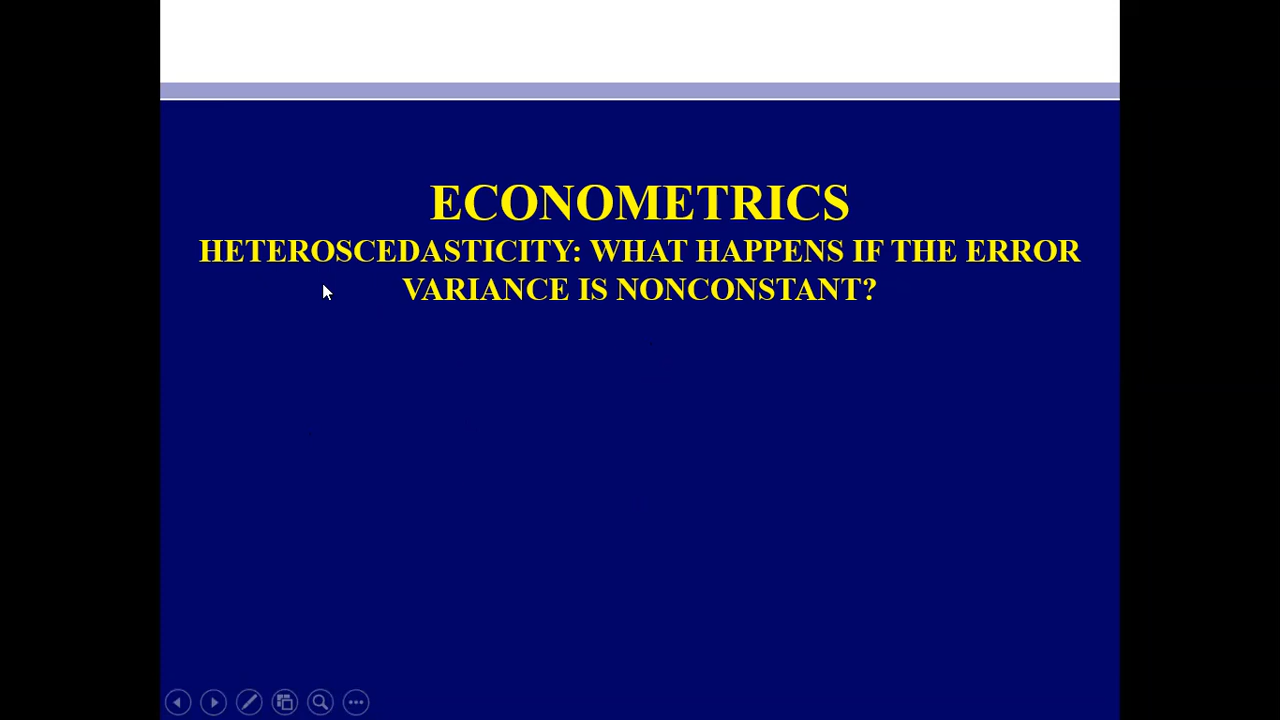 ECONOMETRICS
HETEROSCEDASTICITY: WHAT HAPPENS IF THE ERROR
VARIANCE IS NONCONSTANT?